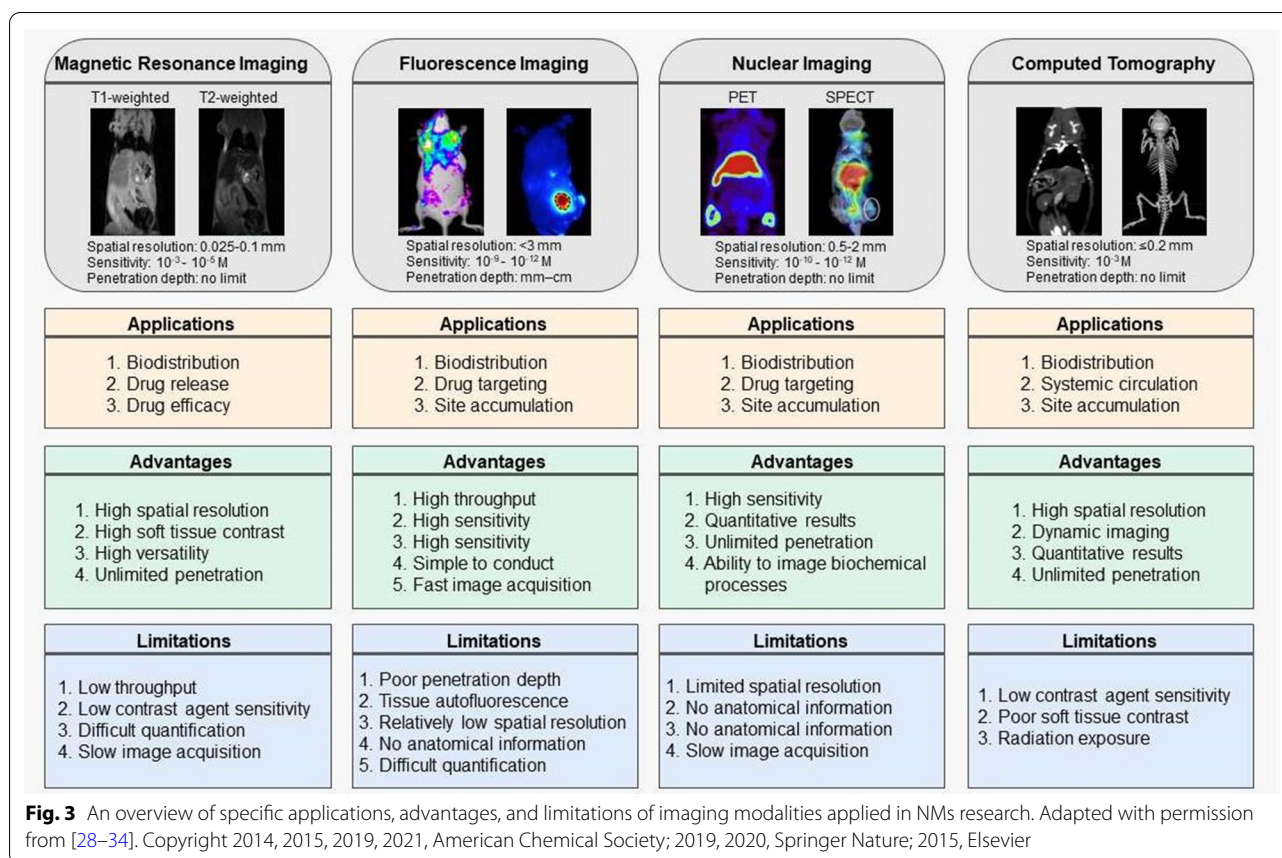 Magnetic Resonance Imaging
T1-weighted T2-weighted
Spatial resolution: 0.025-0.1 mm
Sensitivity: 10⁻³ - 10⁻⁵ M
Penetration depth: no limit
Applications
1. Biodistribution
2. Drug release
3. Drug efficacy
Advantages
1. High spatial resolution
2. High soft tissue contrast
3. High versatility
4. Unlimited penetration
Limitations
1. Low throughput
2. Low contrast agent sensitivity
3. Difficult quantification
4. Slow image acquisition
Fluorescence Imaging
Spatial resolution: <3 mm
Sensitivity: 10⁻⁹ - 10⁻¹² M
Penetration depth: mm–cm
Applications
1. Biodistribution
2. Drug targeting
3. Site accumulation
Advantages
1. High throughput
2. High sensitivity
3. High sensitivity
4. Simple to conduct
5. Fast image acquisition
Limitations
1. Poor penetration depth
2. Tissue autofluorescence
3. Relatively low spatial resolution
4. No anatomical information
5. Difficult quantification
Nuclear Imaging
PET SPECT
Spatial resolution: 0.5-2 mm
Sensitivity: 10⁻¹⁰ - 10⁻¹² M
Penetration depth: no limit
Applications
1. Biodistribution
2. Drug targeting
3. Site accumulation
Advantages
1. High sensitivity
2. Quantitative results
3. Unlimited penetration
4. Ability to image biochemical
processes
Limitations
1. Limited spatial resolution
2. No anatomical information
3. No anatomical information
4. Slow image acquisition
Computed Tomography
Spatial resolution: ≤0.2 mm
Sensitivity: 10⁻³ M
Penetration depth: no limit
Applications
1. Biodistribution
2. Systemic circulation
3. Site accumulation
Advantages
1. High spatial resolution
2. Dynamic imaging
3. Quantitative results
4. Unlimited penetration
Limitations
1. Low contrast agent sensitivity
2. Poor soft tissue contrast
3. Radiation exposure
Fig. 3 An overview of specific applications, advantages, and limitations of imaging modalities applied in NMs research. Adapted with permission
from [28–34]. Copyright 2014, 2015, 2019, 2021, American Chemical Society; 2019, 2020, Springer Nature; 2015, Elsevier